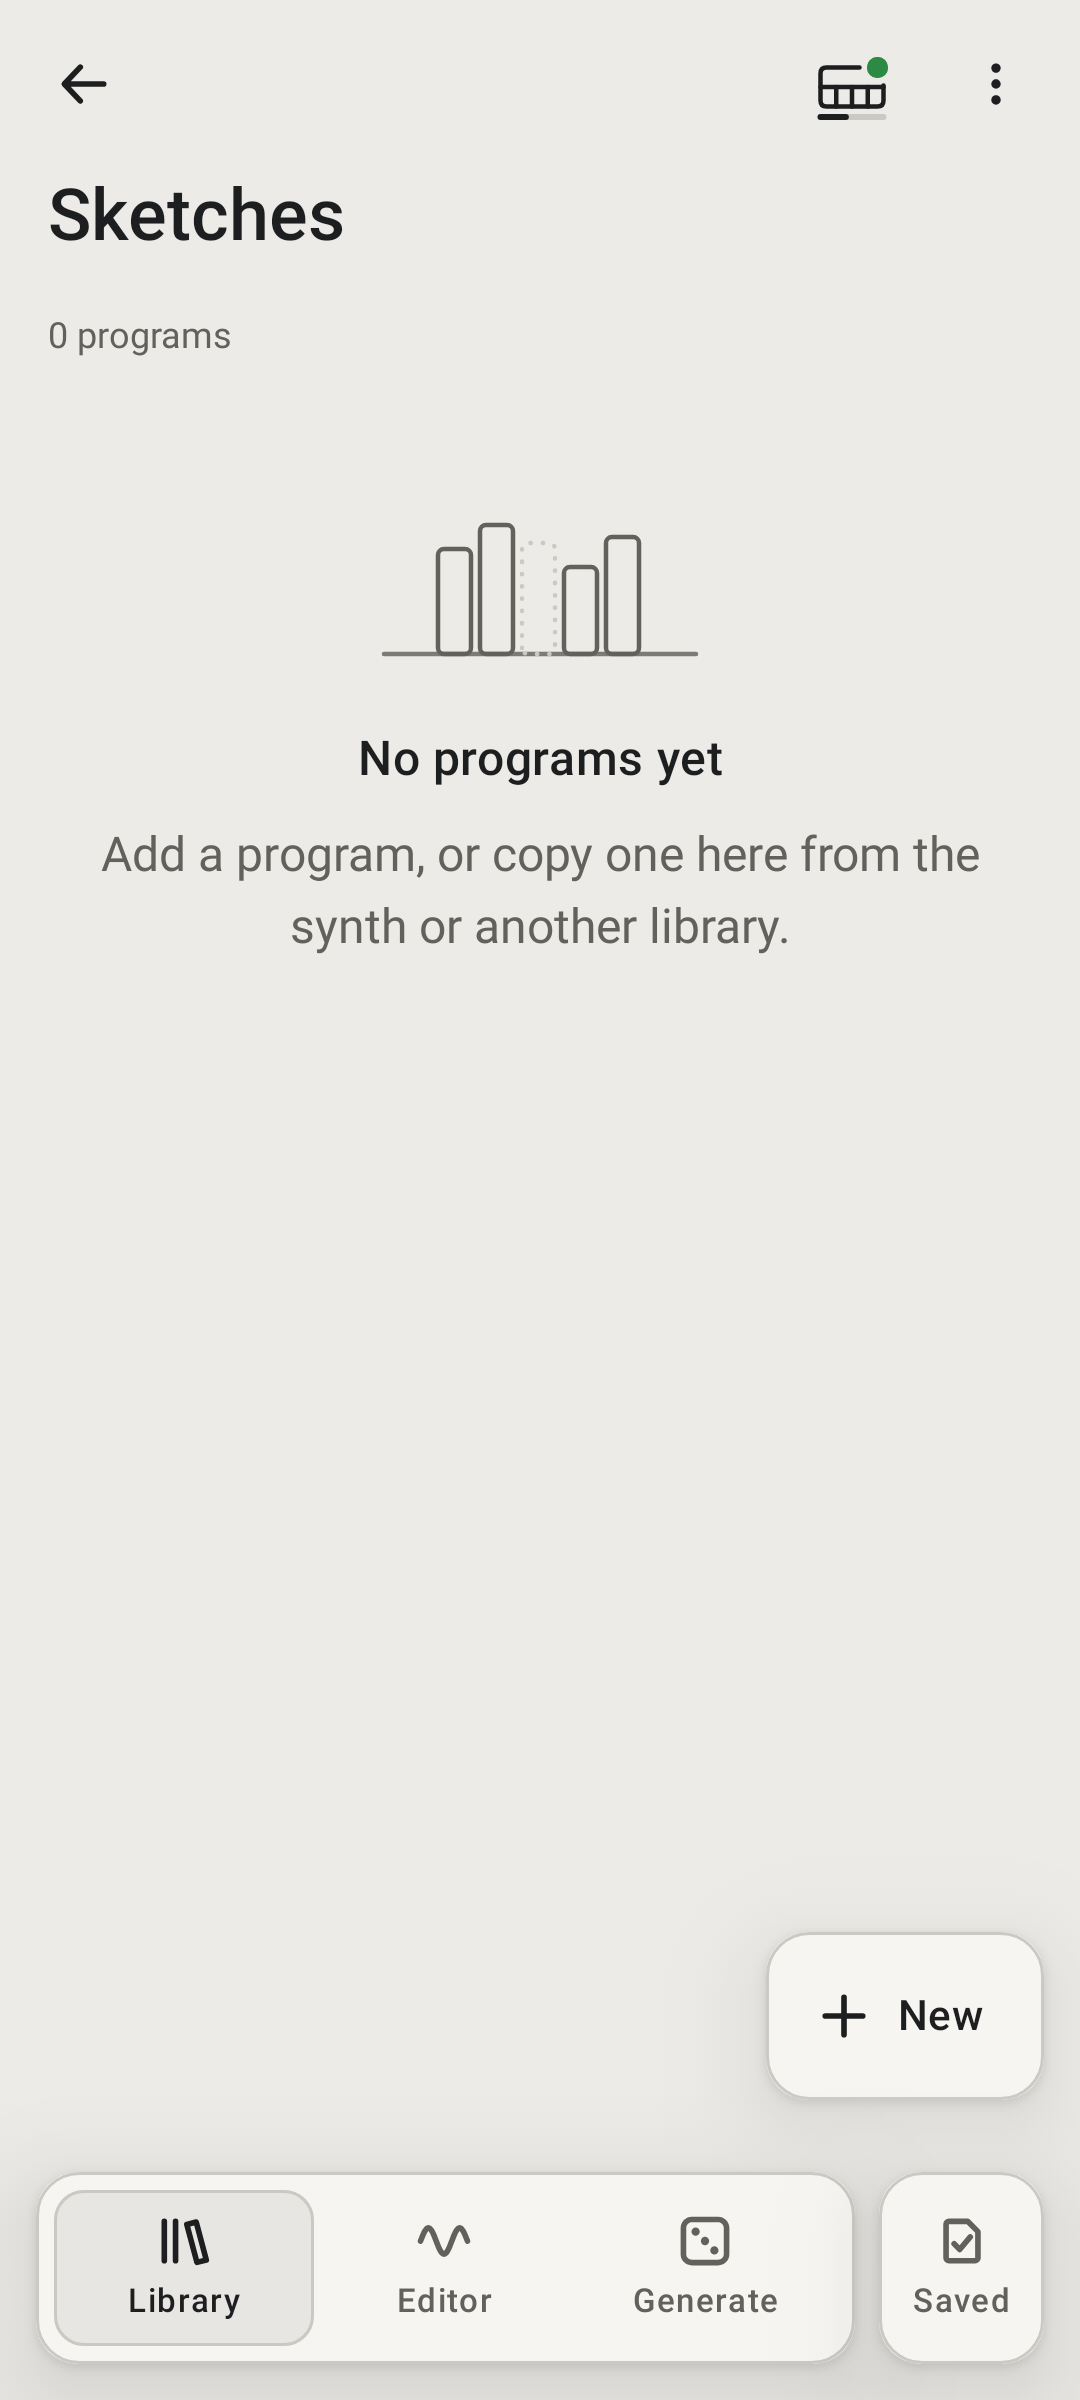 Sketches
0 programs
No programs yet
Add a program, or copy one here from the
synth or another library.
New
Library
Editor
Generate
Saved